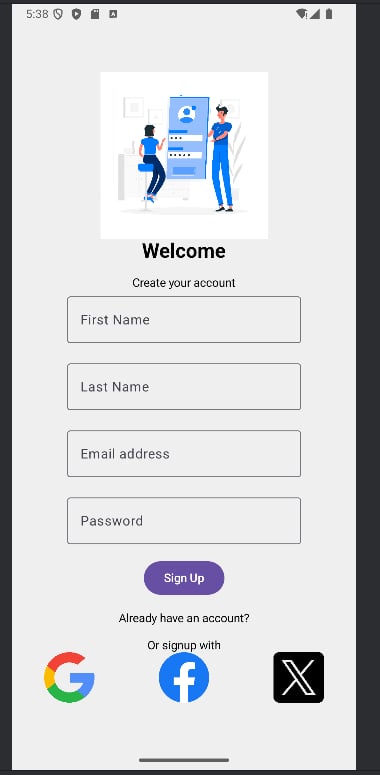 5:38
Welcome
Create your account
First Name
Last Name
Email address
Password
Sign Up
Already have an account?
Or signup with